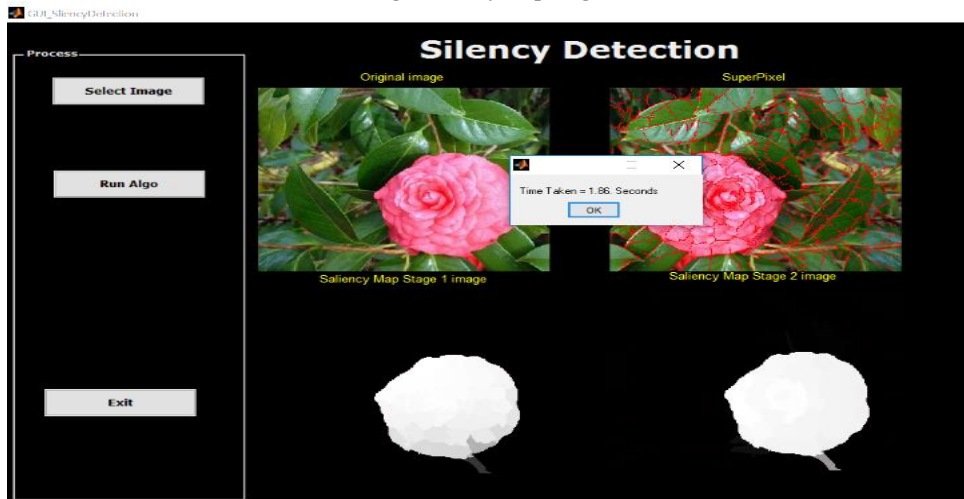 GUI_SliencyDetection
Process
Silency Detection
Select Image
Run Algo
Exit
Original image
SuperPixel
Time Taken = 1.86. Seconds
OK
Saliency Map Stage 1 image
Saliency Map Stage 2 image